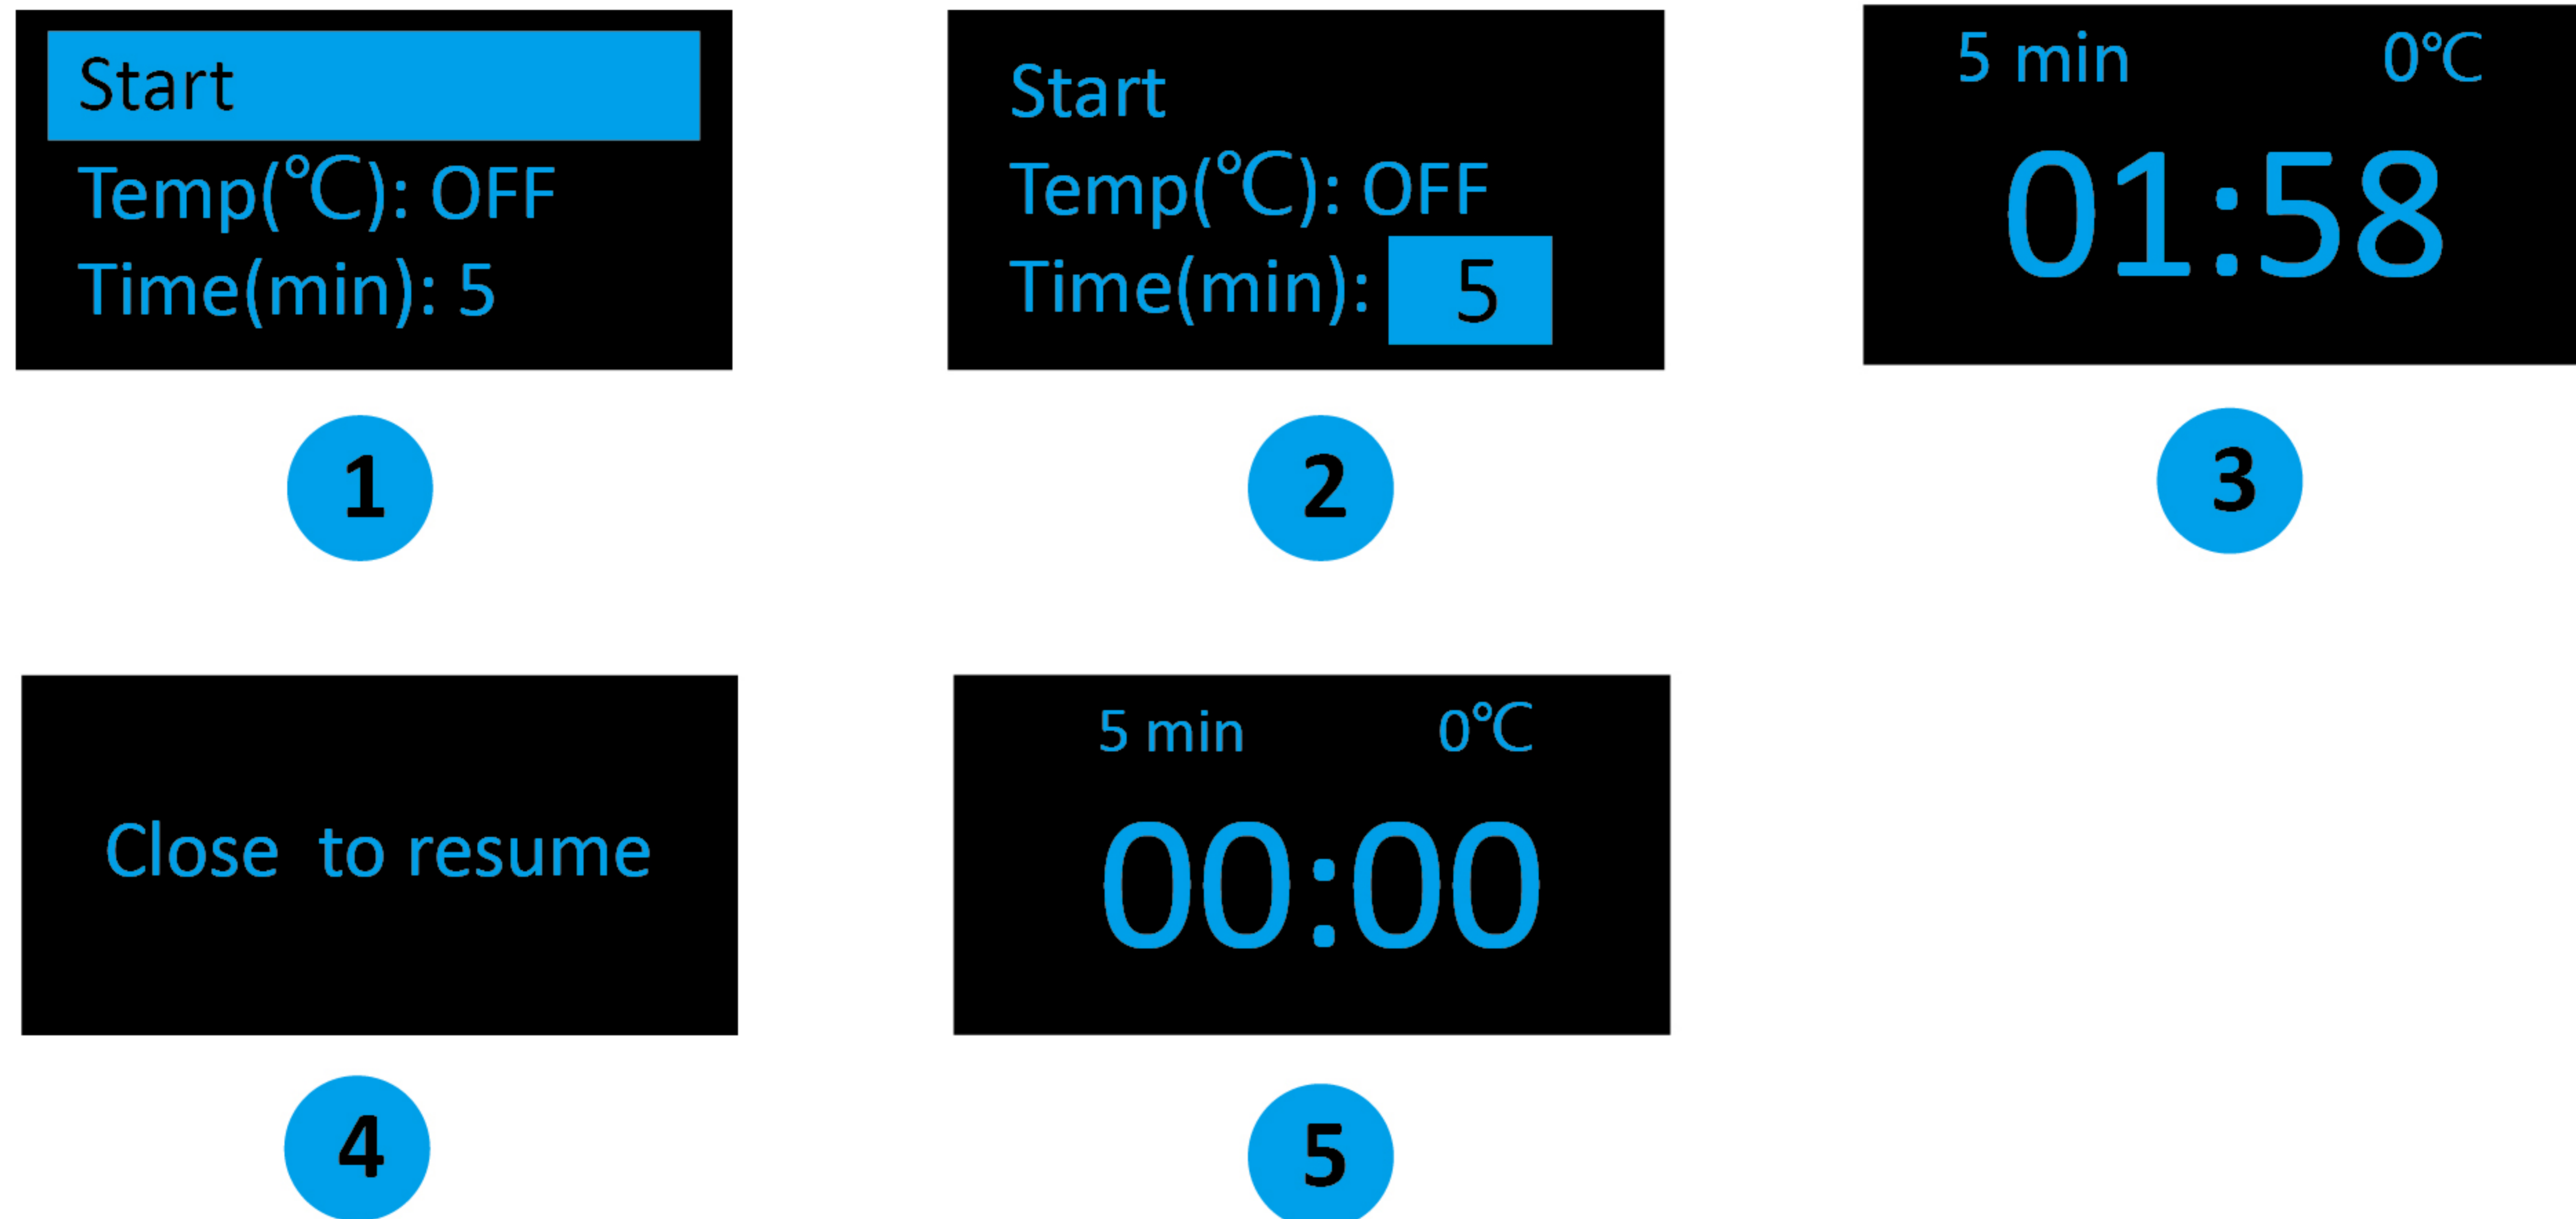 Start
Temp(℃): OFF
Time(min): 5
1
Start
Temp(℃): OFF
Time(min): 5
2
5 min 0℃
01:58
3
Close to resume
4
5 min 0℃
00:00
5